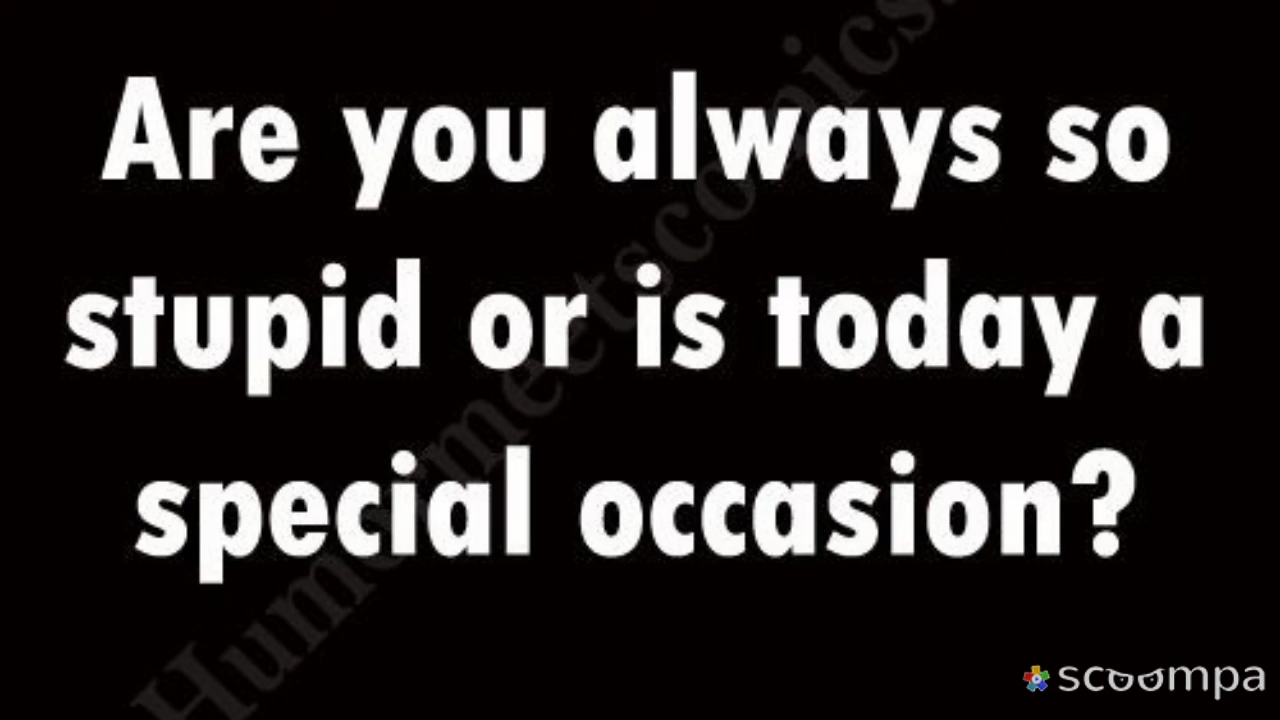 Are you always so
stupid or is today a
special occasion?
scoompa